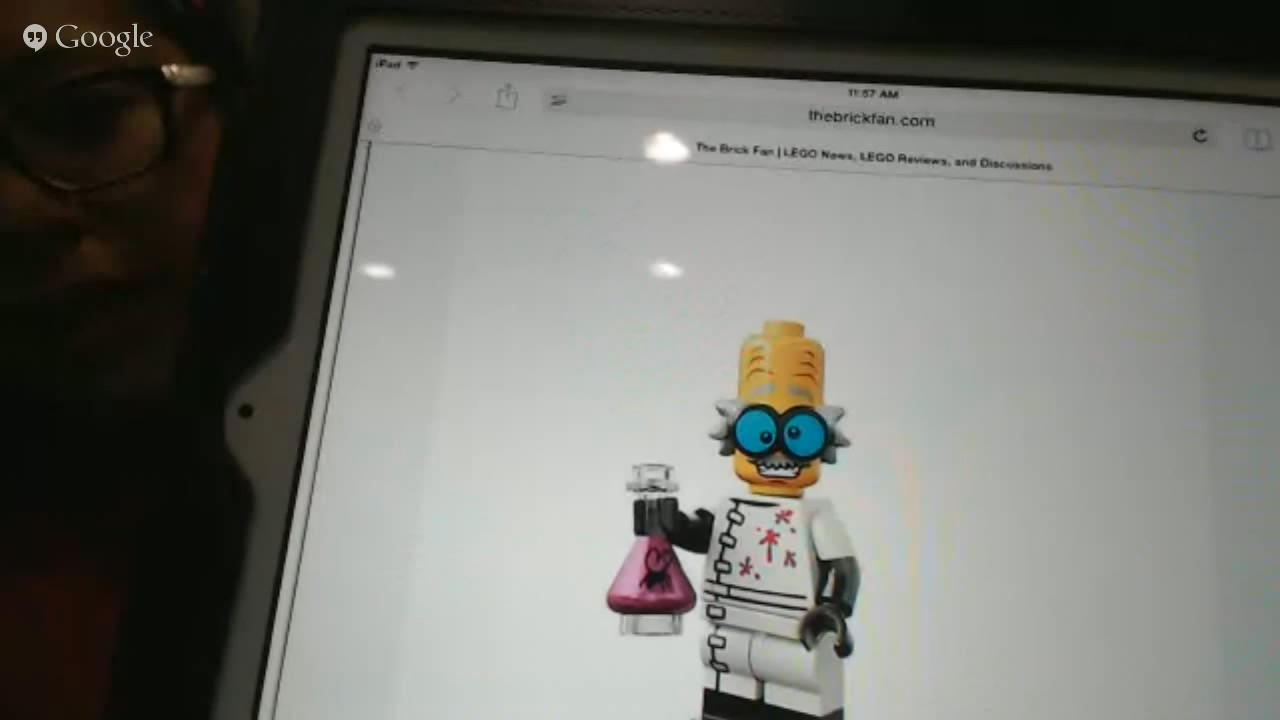 Google
iPad
11:57 AM
thebrickfan.com
The Brick Fan | LEGO News, LEGO Reviews, and Discussions